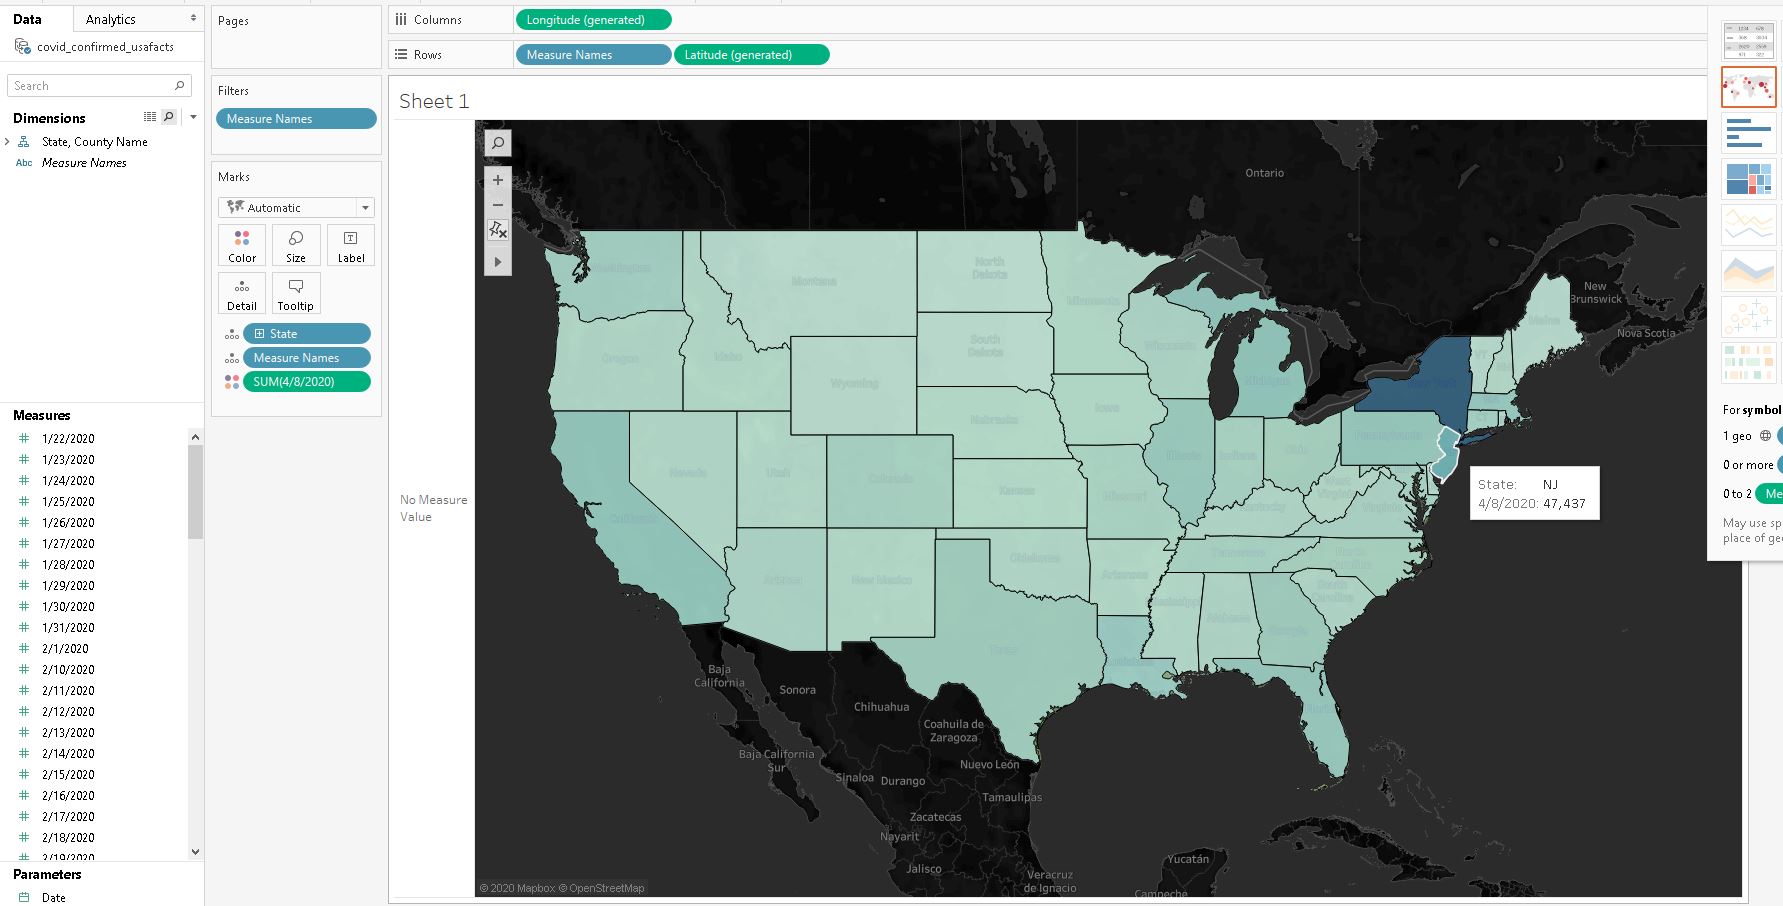 Data
Analytics
covid_confirmed_usafacts
Search
Dimensions
State, County Name
Abc Measure Names
Measures
1/22/2020
1/23/2020
1/24/2020
1/25/2020
1/26/2020
1/27/2020
1/28/2020
1/29/2020
1/30/2020
1/31/2020
2/1/2020
2/10/2020
2/11/2020
2/12/2020
2/13/2020
2/14/2020
2/15/2020
2/16/2020
2/17/2020
2/18/2020
2/19/2020
Parameters
Date
Pages
Filters
Measure Names
Marks
Automatic
Color
Size
Label
Detail
Tooltip
State
Measure Names
SUM(4/8/2020)
Columns
Longitude (generated)
Rows
Measure Names
Latitude (generated)
Sheet 1
No Measure
Value
Ontario
New
Brunswick
Nova Scotia
Washington
Montana
North
Dakota
Minnesota
Maine
Oregon
Idaho
South
Dakota
Wisconsin
VT
NH
Wyoming
Michigan
New York
Iowa
Nebraska
Pennsylvania
CT
Nevada
Utah
Colorado
Illinois
Indiana
Ohio
Kansas
Missouri
West
Virginia
Virginia
Kentucky
California
Oklahoma
Tennessee
North
Carolina
Arizona
New Mexico
Arkansas
South
Carolina
Mississippi
Alabama
Georgia
Texas
Louisiana
Florida
State: NJ
4/8/2020: 47,437
Baja
California
Sonora
Chihuahua
Coahuila de
Zaragoza
Baja California
Sur
Nuevo León
Sinaloa
Durango
Tamaulipas
Zacatecas
Nayarit
Jalisco
Veracruz
de Ignacio
Yucatán
Campeche
© 2020 Mapbox © OpenStreetMap
For symbol
1 geo
0 or more
0 to 2 Me
May use sp
place of geo